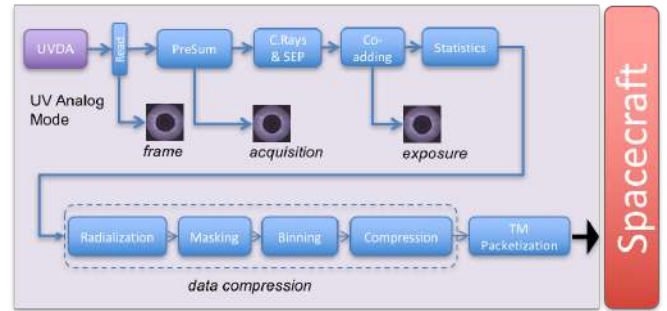 UVDA
Read
PreSum
C.Rays
& SEP
Co-
adding
Statistics
UV Analog
Mode
frame
acquisition
exposure
Radialization
Masking
Binning
Compression
TM
Packetization
data compression
Spacecraft